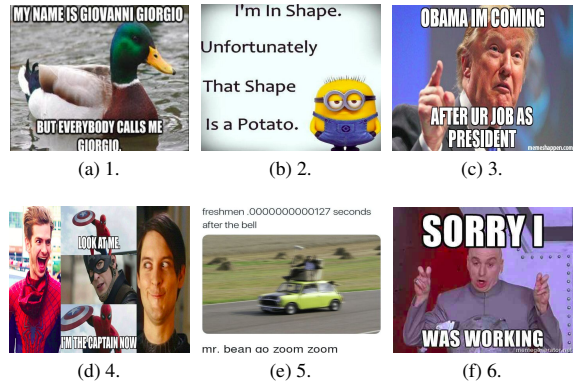 MY NAME IS GIOVANNI GIORGIO
BUT EVERYBODY CALLS ME
GIORGIO.
(a) 1.
I'm In Shape.
Unfortunately
That Shape
Is a Potato.
(b) 2.
OBAMA IM COMING
AFTER UR JOB AS
PRESIDENT
memeshappen.com
(c) 3.
LOOK AT ME.
I'M THE CAPTAIN NOW
(d) 4.
freshmen .0000000000127 seconds
after the bell
mr. bean go zoom zoom
(e) 5.
SORRY I
WAS WORKING
memegenerator.net
(f) 6.